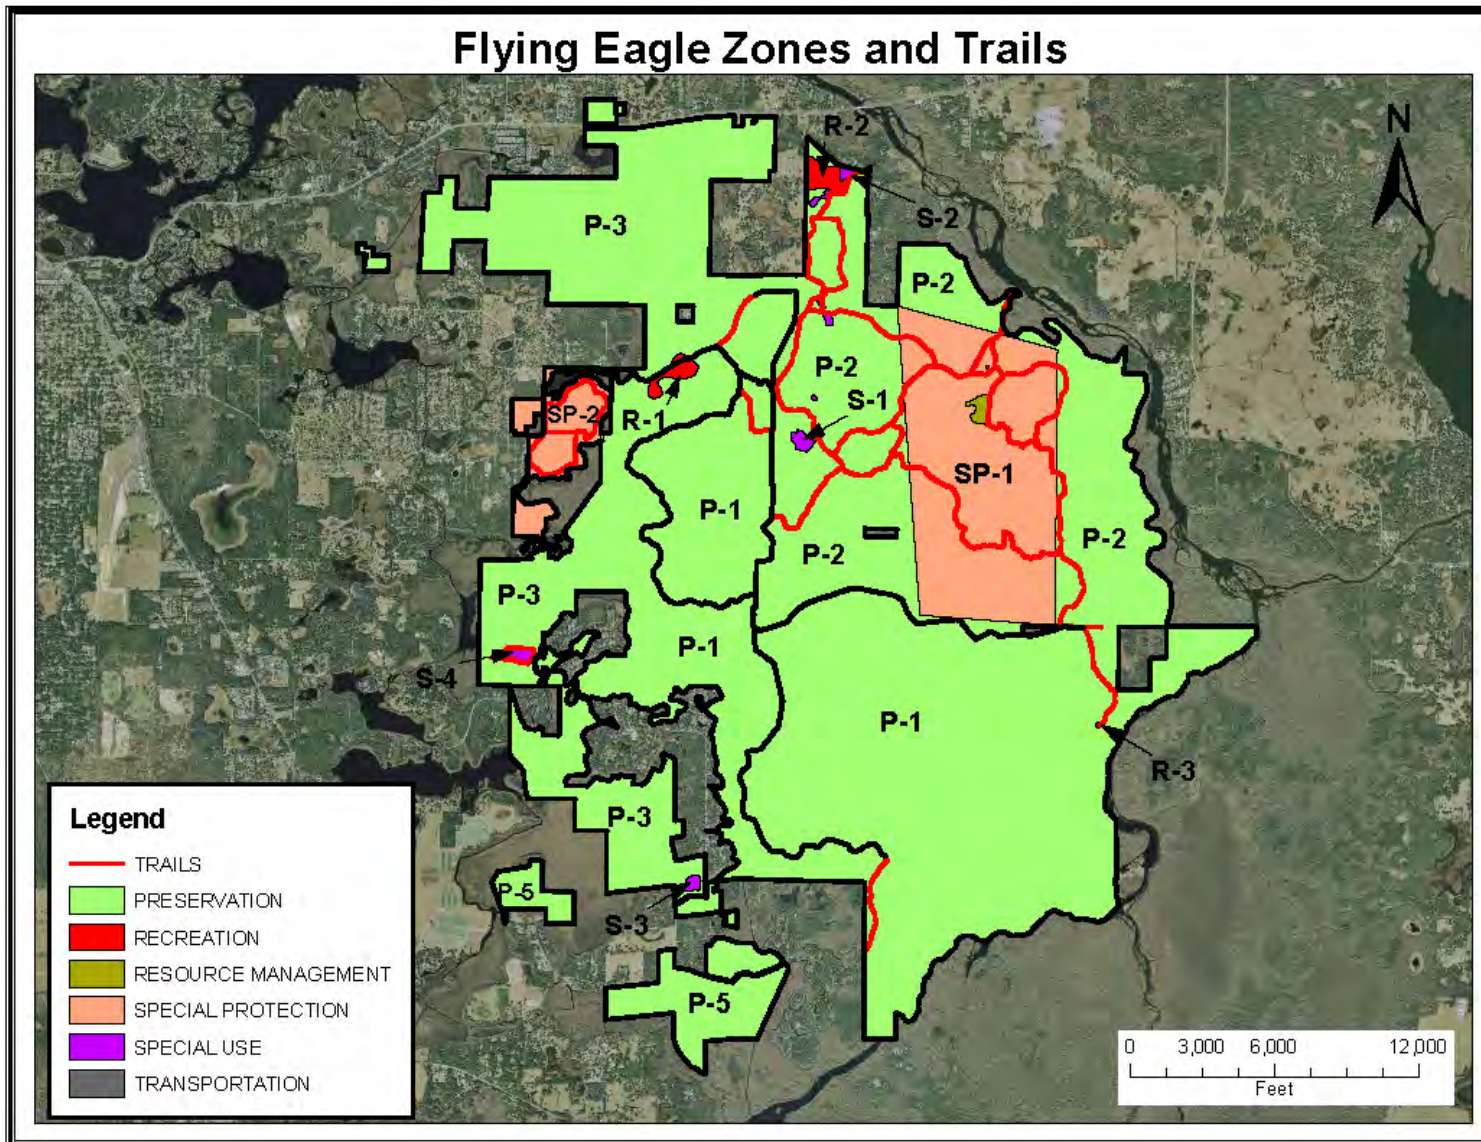 Flying Eagle Zones and Trails
N
R-2
S-2
P-3
P-2
P-2
S-1
SP-2
R-1
SP-1
P-1
P-2
P-2
P-3
P-1
S-4
P-1
R-3
P-3
P-5
S-3
P-5
Legend
TRAILS
PRESERVATION
RECREATION
RESOURCE MANAGEMENT
SPECIAL PROTECTION
SPECIAL USE
TRANSPORTATION
0 3,000 6,000 12,000
Feet